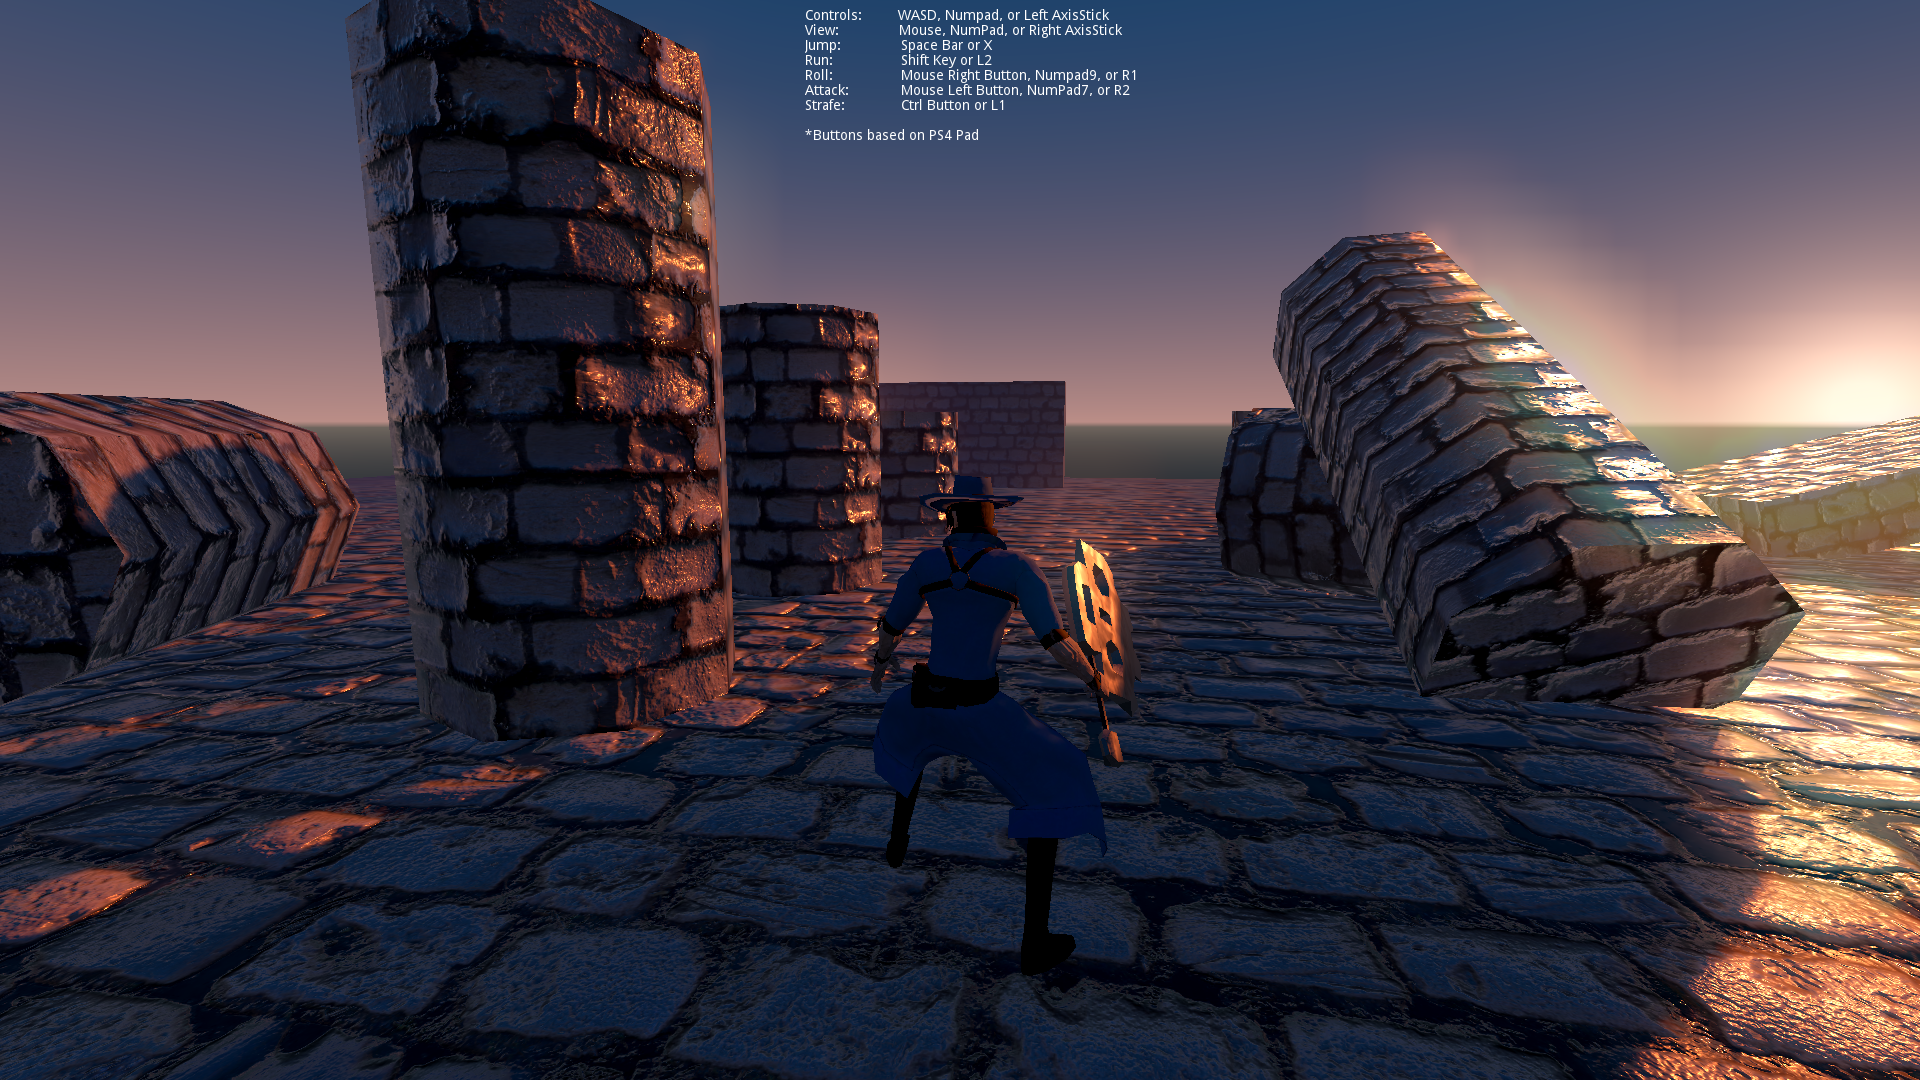 Controls: WASD, Numpad, or Left AxisStick
View: Mouse, NumPad, or Right AxisStick
Jump: Space Bar or X
Run: Shift Key or L2
Roll: Mouse Right Button, Numpad9, or R1
Attack: Mouse Left Button, NumPad7, or R2
Strafe: Ctrl Button or L1
*Buttons based on PS4 Pad